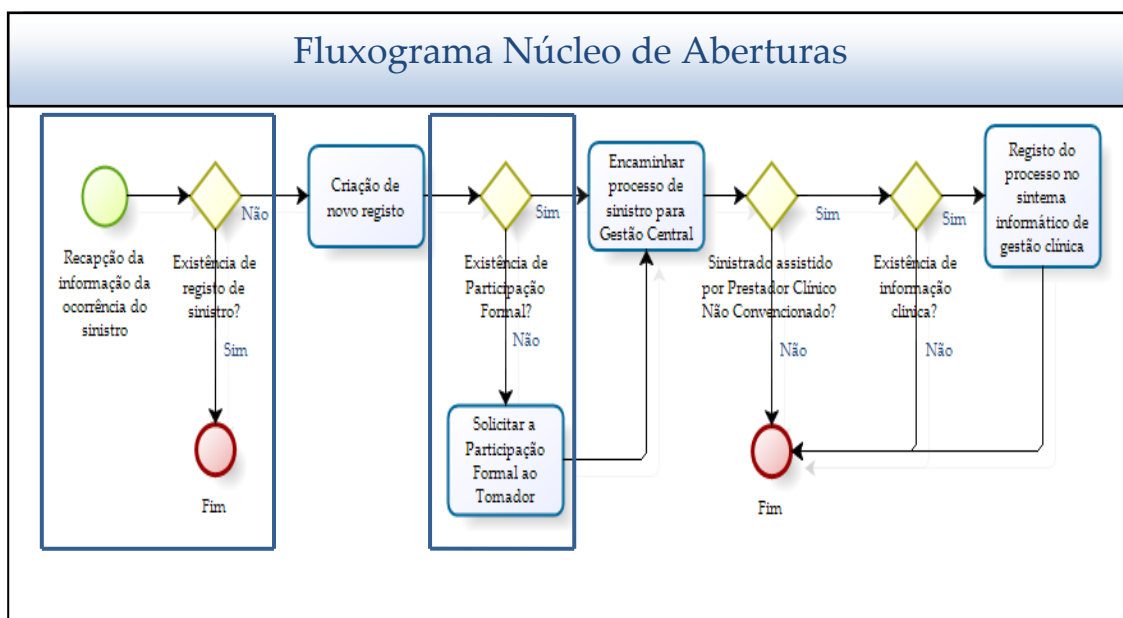 Fluxograma Núcleo de Aberturas
Recapção da
informação da
ocorrência do
sinistro
Existência de
registo de
sinistro?
Não
Sim
Fim
Criação de
novo registo
Existência de
Participação
Formal?
Sim
Não
Solicitar a
Participação
Formal ao
Tomador
Encaminhar
processo de
sinistro para
Gestão Central
Sinistrado assistido
por Prestador Clínico
Não Convencionado?
Sim
Não
Fim
Existência de
informação
clínica?
Sim
Não
Registo do
processo no
sintema
informático de
gestão clínica